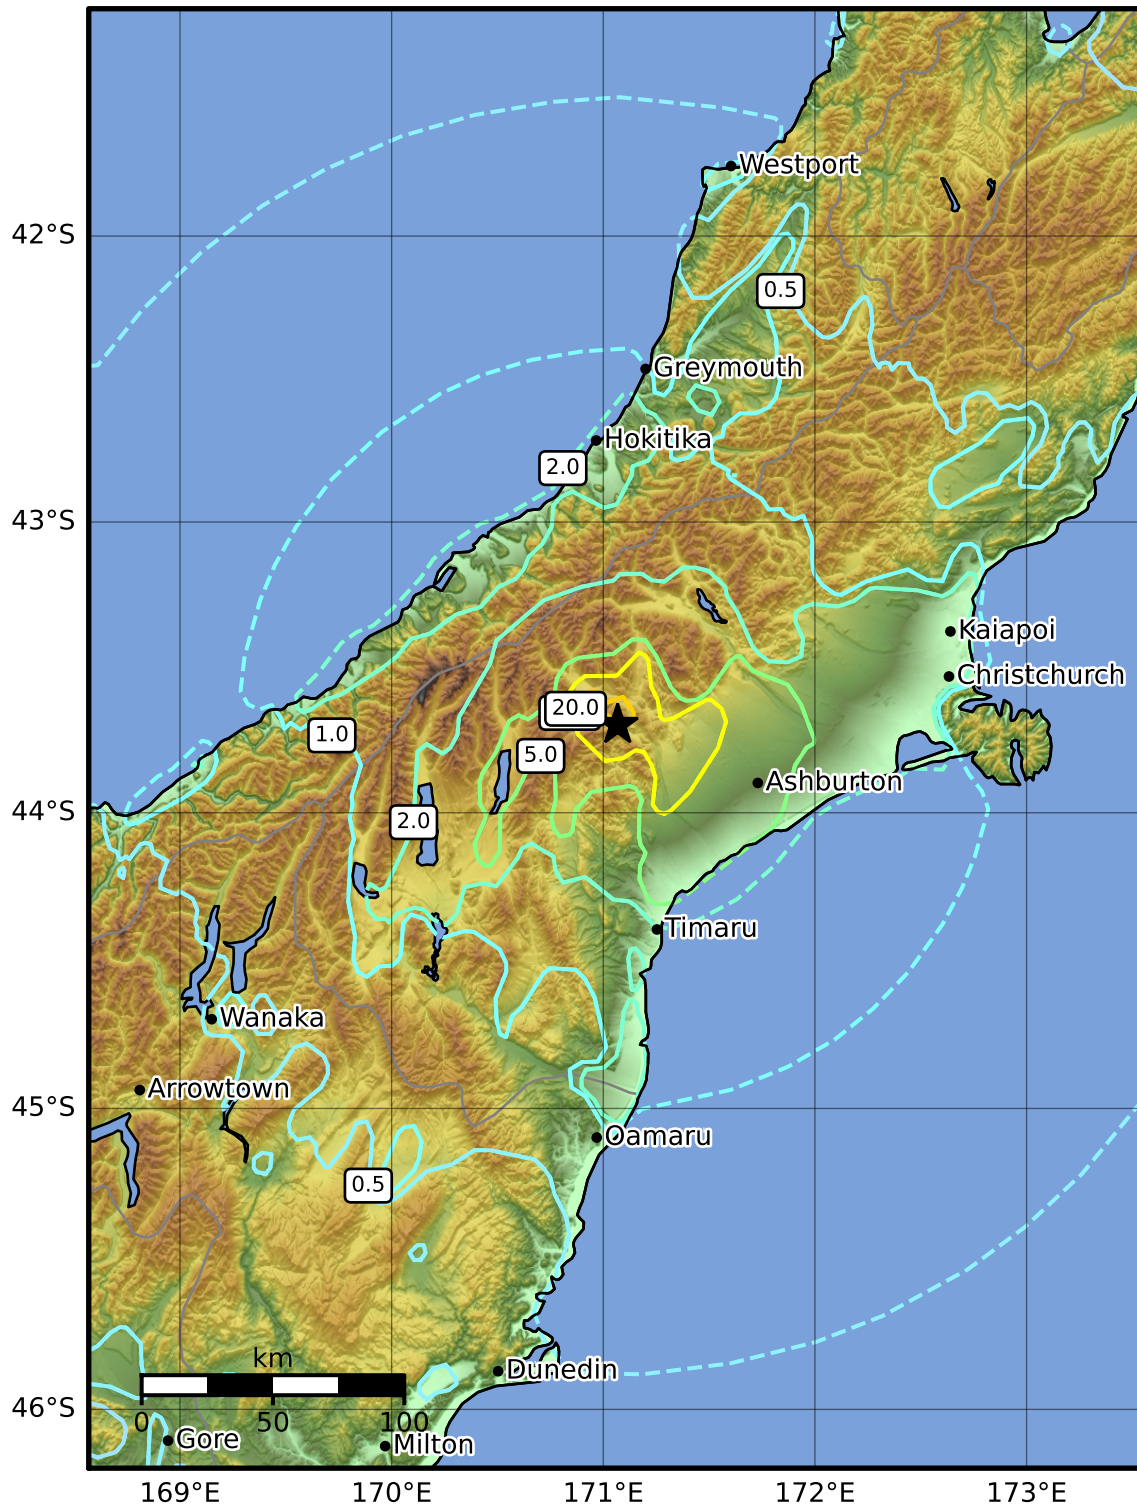 Westport
42°S
0.5
Greymouth
Hokitika
2.0
43°S
Kaiapoi
Christchurch
20.0
1.0
5.0
Ashburton
44°S
2.0
Timaru
Wanaka
Arrowtown
45°S
Oamaru
0.5
km
Dunedin
46°S
0
50
100
Gore
Milton
169°E
170°E
171°E
172°E
173°E